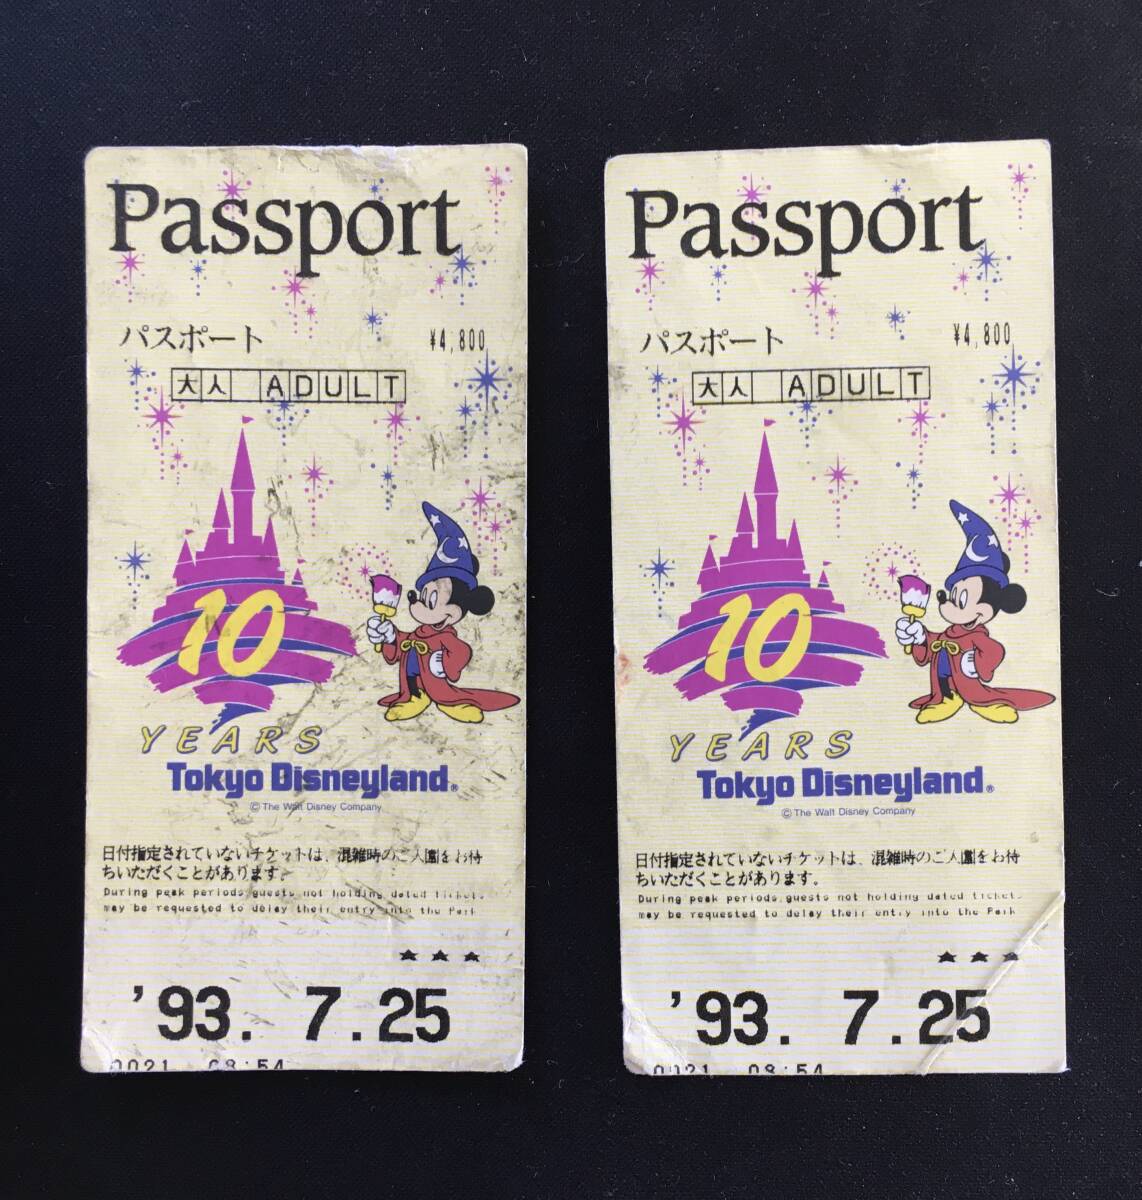 Passport
パスポート ¥4,800
大人 ADULT
10
YEARS
Tokyo Disneyland®
© The Walt Disney Company
日付指定されていないチケットは、混雑時のご入園をお待
ちいただくことがあります。
During peak periods, guests not holding dated tickets
may be requested to delay their entry into the Park
★★★
'93. 7.25
0021 08:54
Passport
パスポート ¥4,800
大人 ADULT
10
YEARS
Tokyo Disneyland®
© The Walt Disney Company
日付指定されていないチケットは、混雑時のご入園をお待
ちいただくことがあります。
During peak periods, guests not holding dated tickets
may be requested to delay their entry into the Park
★★★
'93. 7.25
0021 08:54